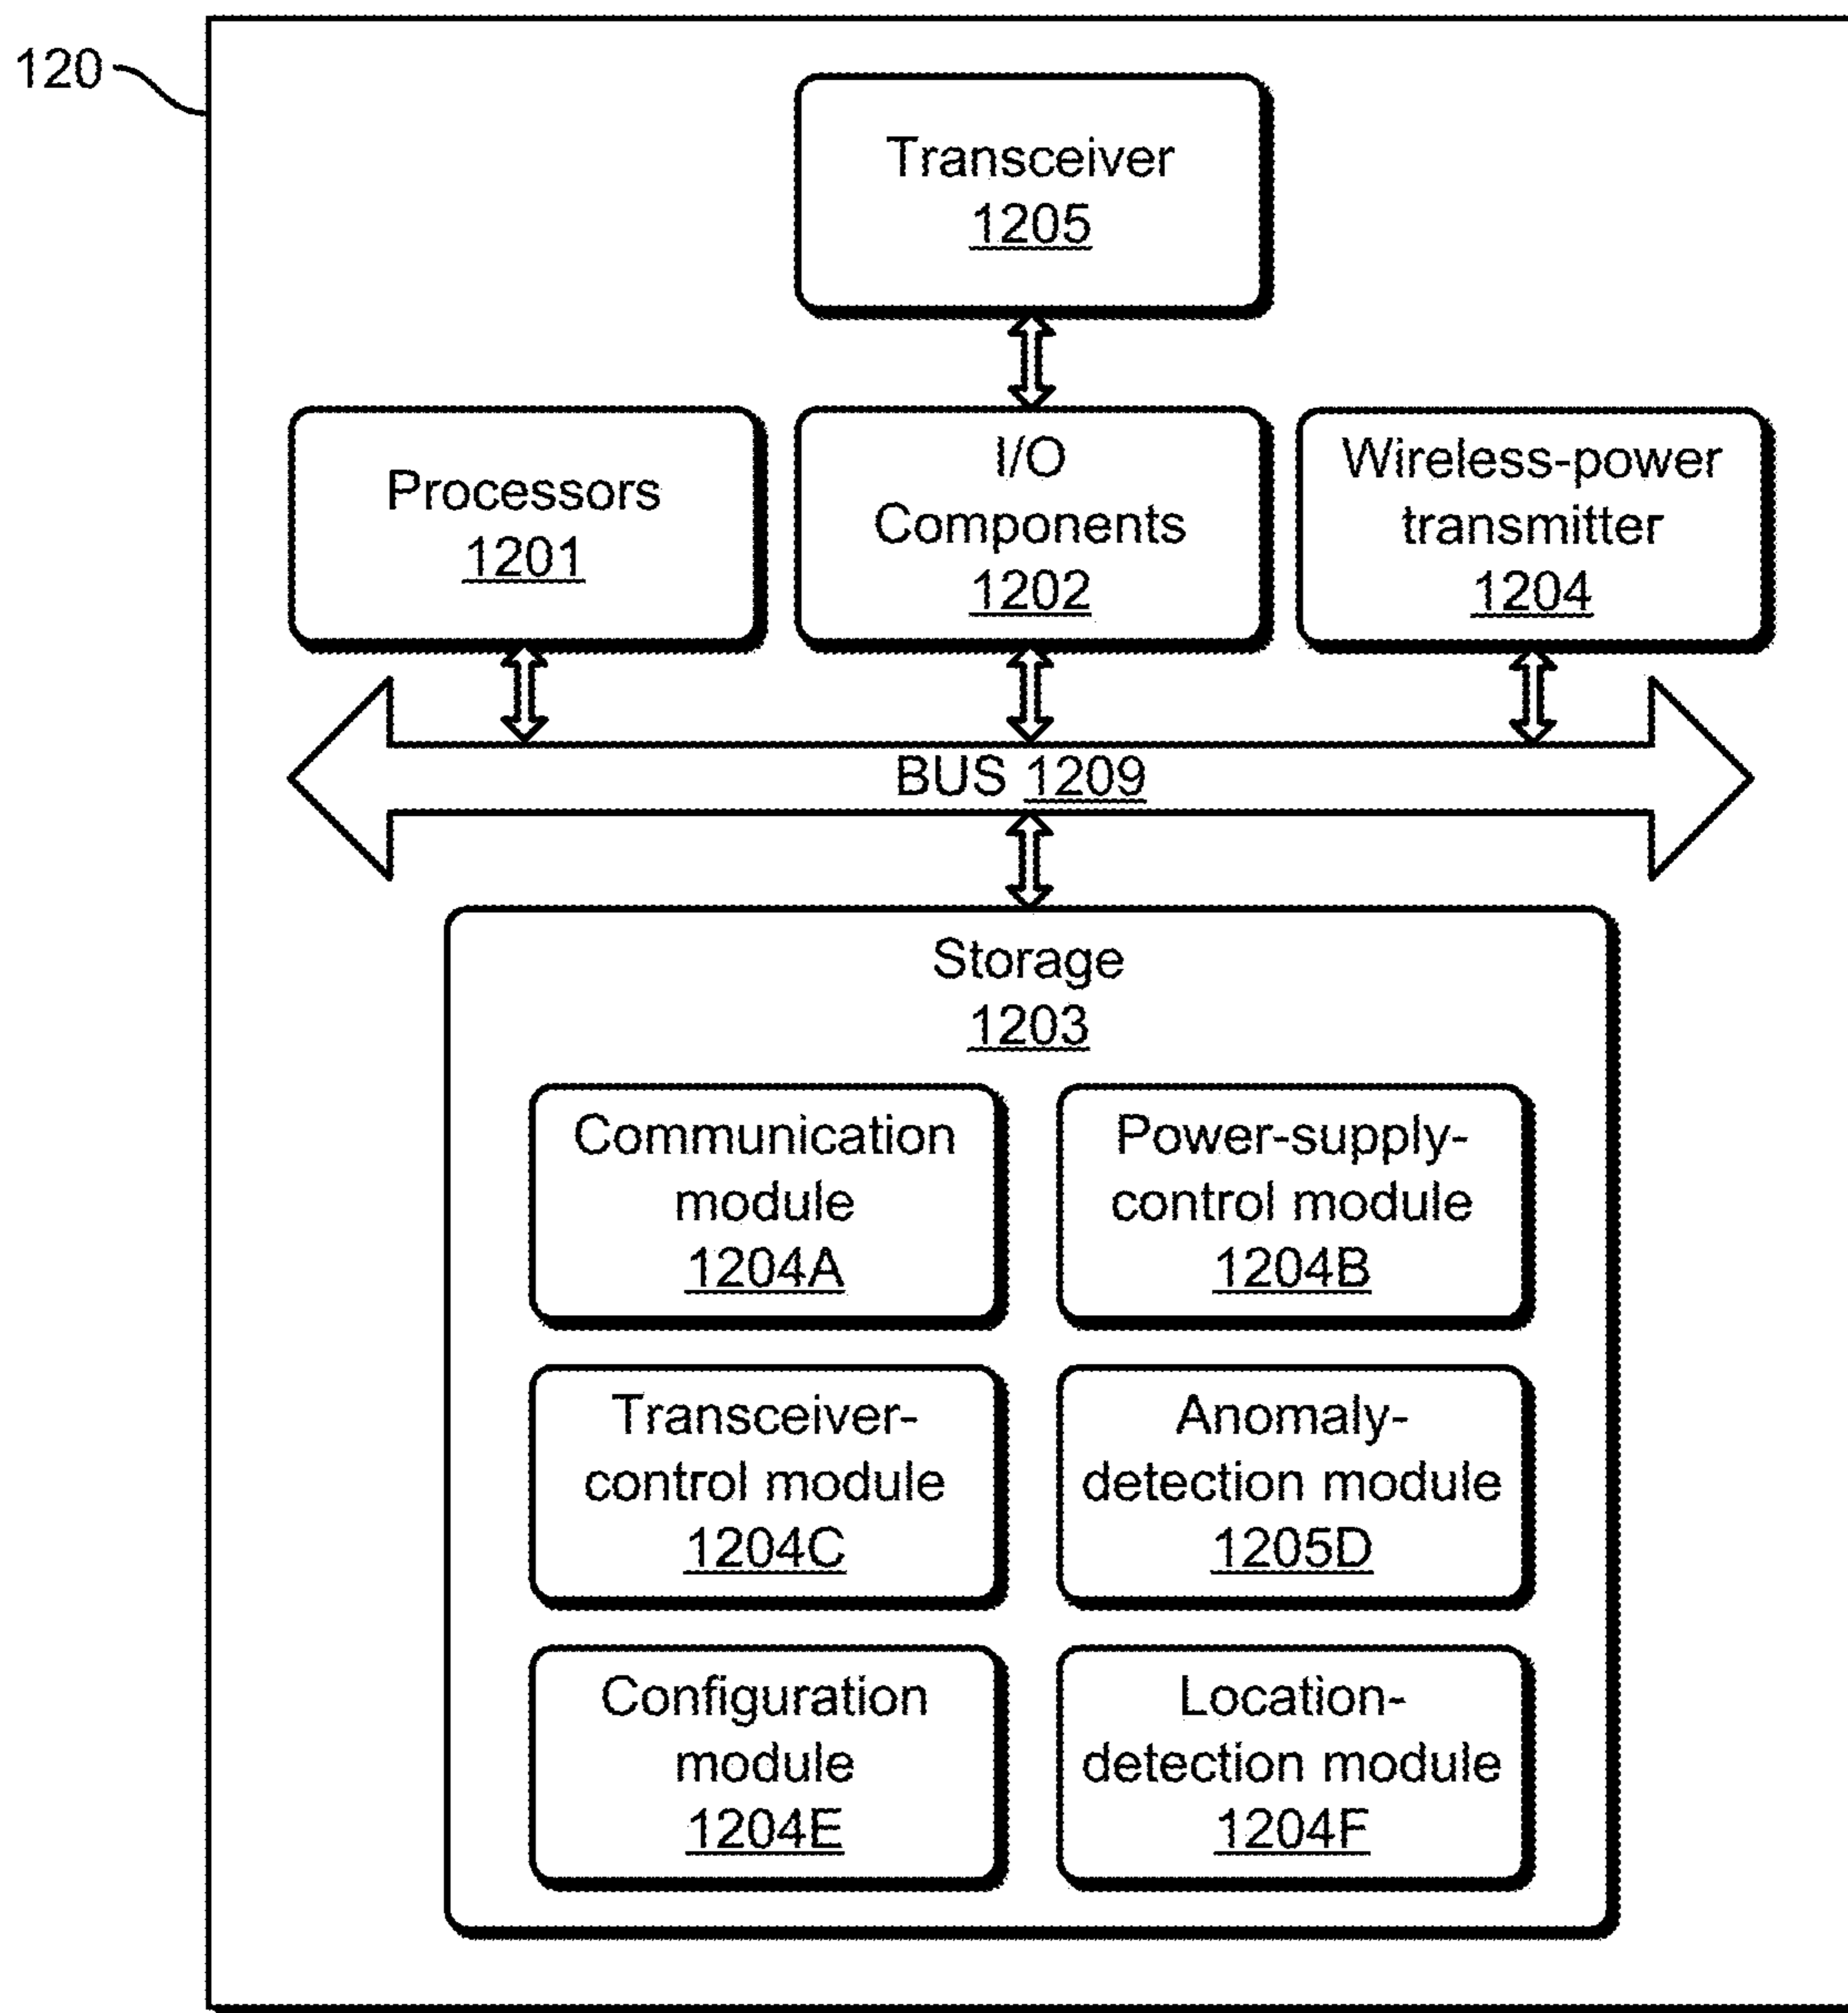 120
Transceiver
1205
Processors
1201
I/O
Components
1202
Wireless-power
transmitter
1204
BUS 1209
Storage
1203
Communication
module
1204A
Power-supply-
control module
1204B
Transceiver-
control module
1204C
Anomaly-
detection module
1205D
Configuration
module
1204E
Location-
detection module
1204F